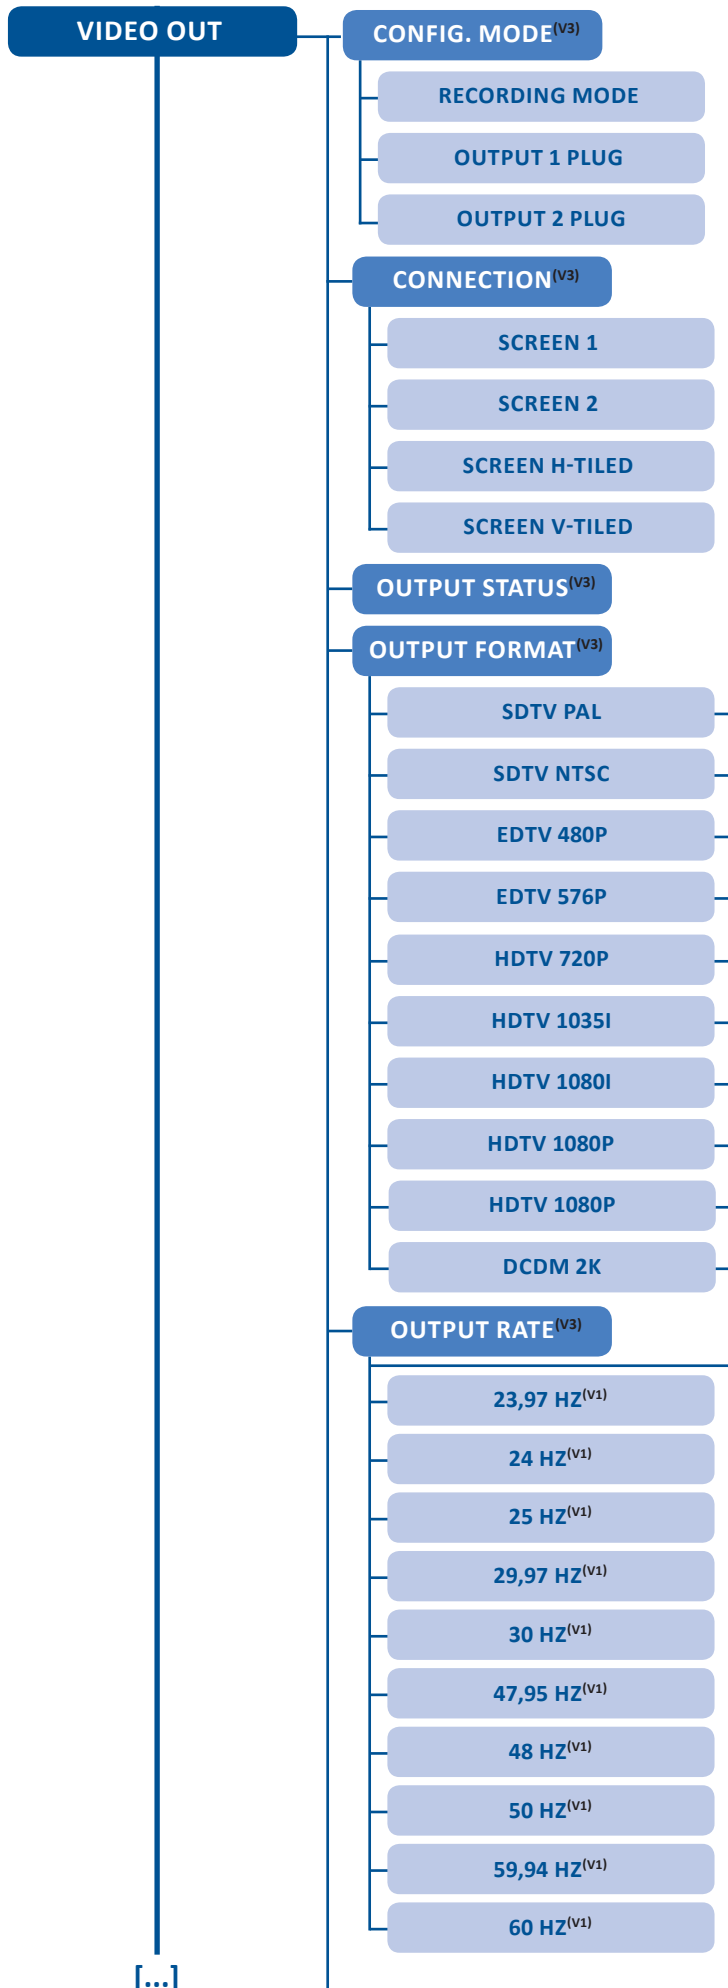 VIDEO OUT
CONFIG. MODE(V3)
RECORDING MODE
OUTPUT 1 PLUG
OUTPUT 2 PLUG
CONNECTION(V3)
SCREEN 1
SCREEN 2
SCREEN H-TILED
SCREEN V-TILED
OUTPUT STATUS(V3)
OUTPUT FORMAT(V3)
SDTV PAL
SDTV NTSC
EDTV 480P
EDTV 576P
HDTV 720P
HDTV 1035I
HDTV 1080I
HDTV 1080P
HDTV 1080P
DCDM 2K
OUTPUT RATE(V3)
23,97 HZ(V1)
24 HZ(V1)
25 HZ(V1)
29,97 HZ(V1)
30 HZ(V1)
47,95 HZ(V1)
48 HZ(V1)
50 HZ(V1)
59,94 HZ(V1)
60 HZ(V1)
[...]